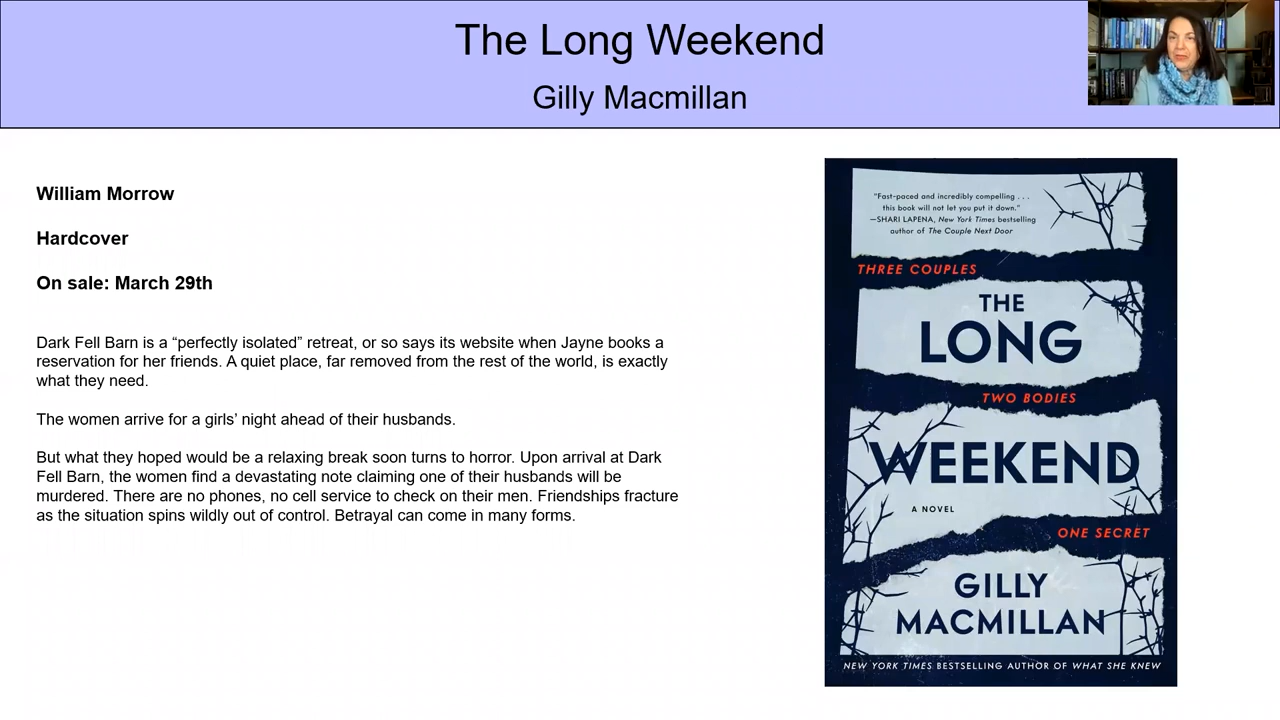 The Long Weekend
Gilly Macmillan
William Morrow
Hardcover
On sale: March 29th
Dark Fell Barn is a “perfectly isolated” retreat, or so says its website when Jayne books a
reservation for her friends. A quiet place, far removed from the rest of the world, is exactly
what they need.
The women arrive for a girls’ night ahead of their husbands.
But what they hoped would be a relaxing break soon turns to horror. Upon arrival at Dark
Fell Barn, the women find a devastating note claiming one of their husbands will be
murdered. There are no phones, no cell service to check on their men. Friendships fracture
as the situation spins wildly out of control. Betrayal can come in many forms.
"Fast-paced and incredibly compelling . . .
this book will not let you put it down."
—SHARI LAPENA, New York Times bestselling
author of The Couple Next Door
THREE COUPLES
THE
LONG
TWO BODIES
WEEKEND
A NOVEL
ONE SECRET
GILLY
MACMILLAN
NEW YORK TIMES BESTSELLING AUTHOR OF WHAT SHE KNEW